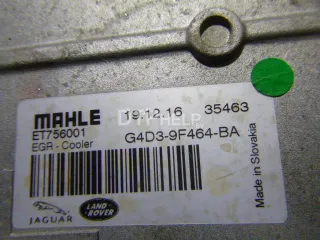 MAHLE 19.12.16 35463
ET756001 G4D3-9F464-BA
EGR - Cooler
Made in Slovakia
JAGUAR
LAND ROVER